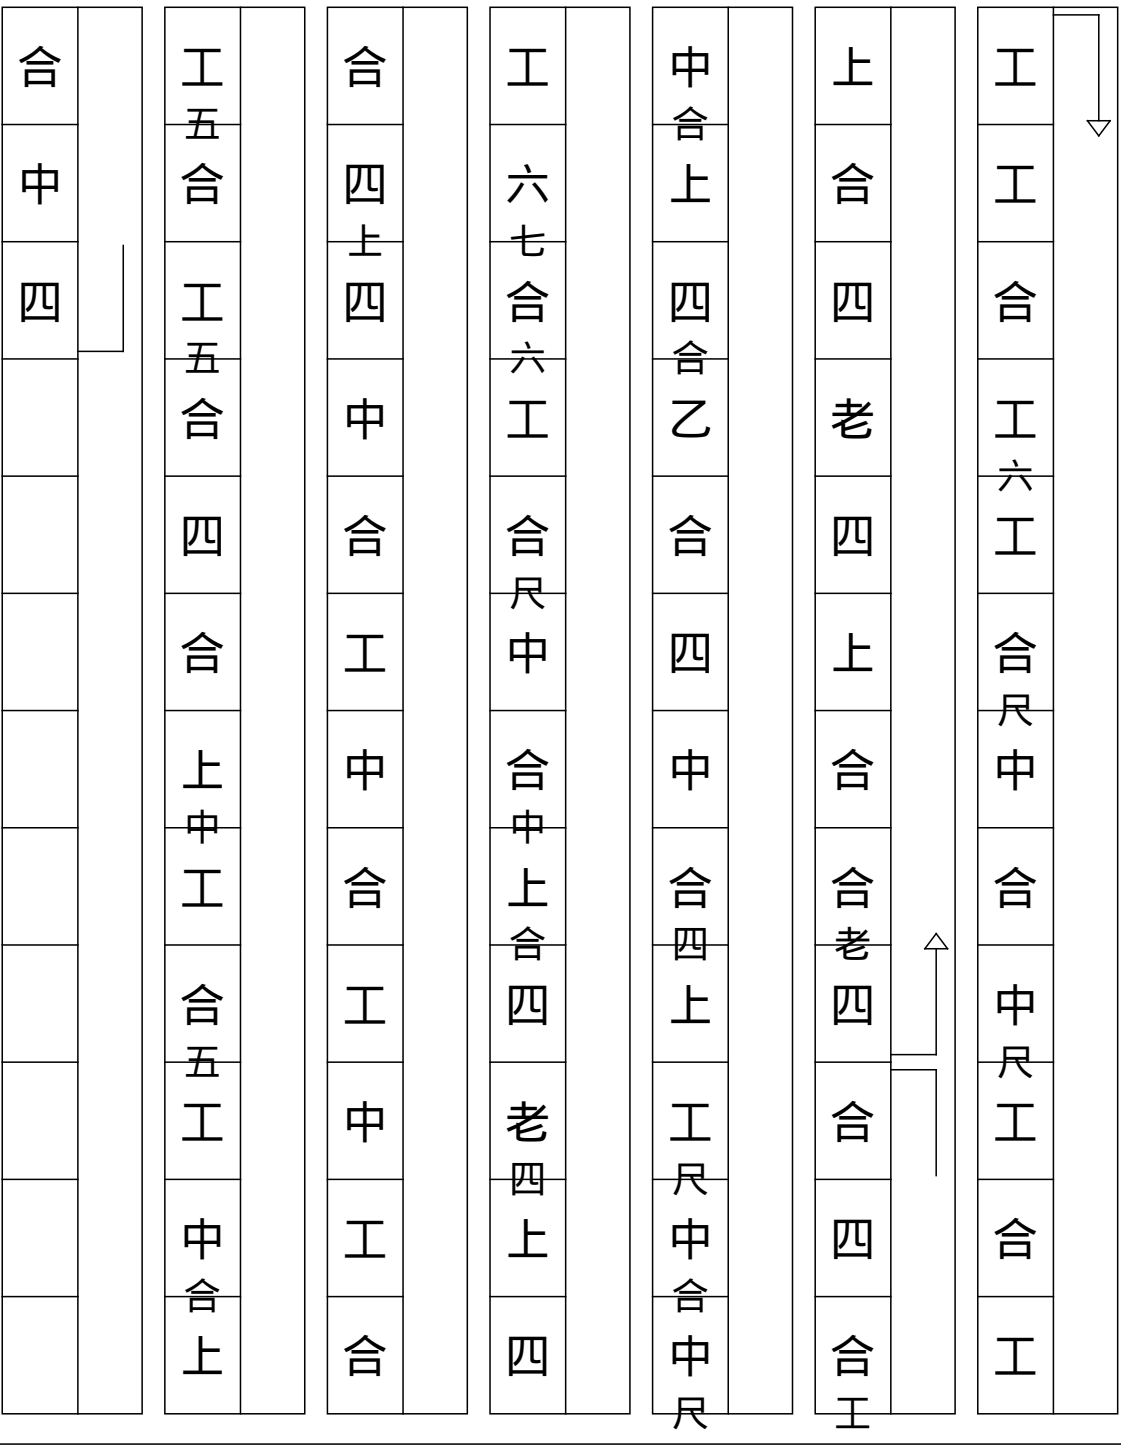 工工合工六工合尺中合中尺工合工
上合四老四上合合老四合四合工
中合上四合乙合四中合四上工尺中合中尺
工六七合六工合尺中合中上合四老四上四
合四上四中合工中合工中工合
工五合工五合四合上中工合五工中合上
合中四